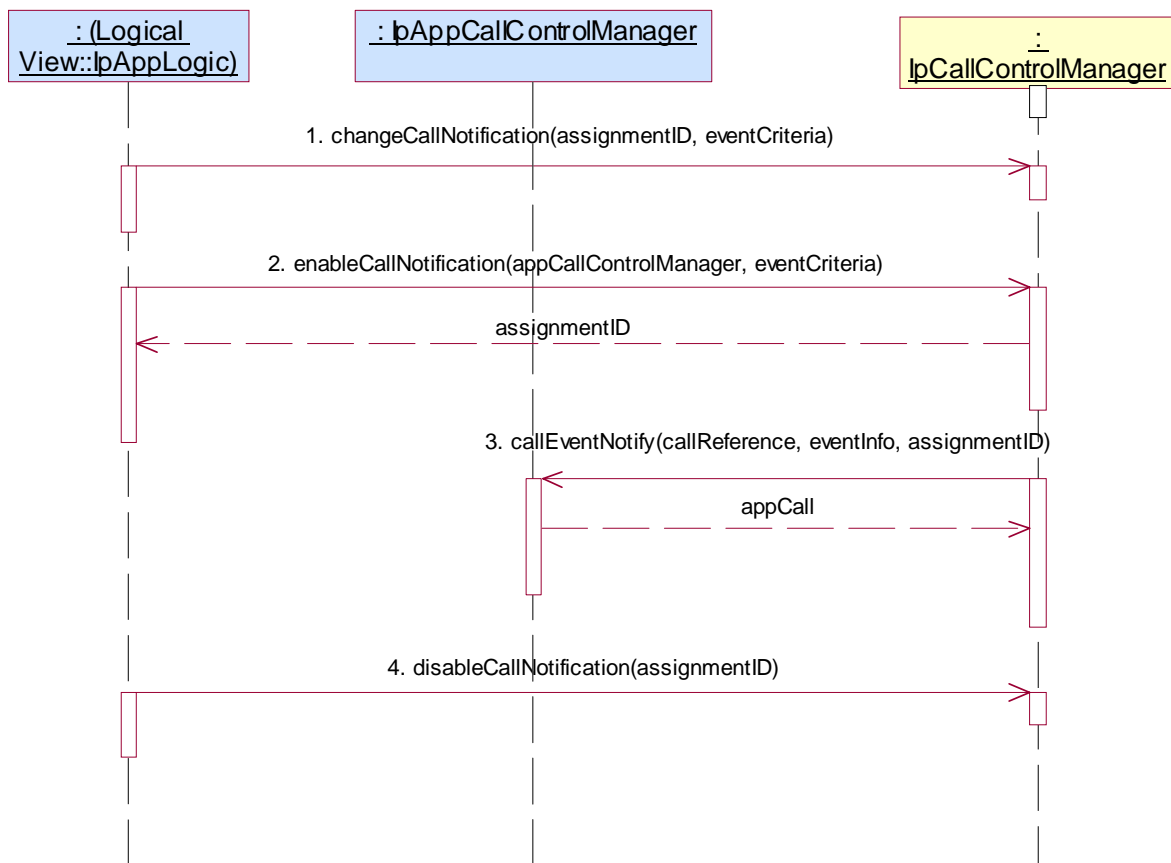 : (Logical
View::IpAppLogic)
: IpAppCallControlManager
:
IpCallControlManager
1. changeCallNotification(assignmentID, eventCriteria)
2. enableCallNotification(appCallControlManager, eventCriteria)
assignmentID
3. callEventNotify(callReference, eventInfo, assignmentID)
appCall
4. disableCallNotification(assignmentID)